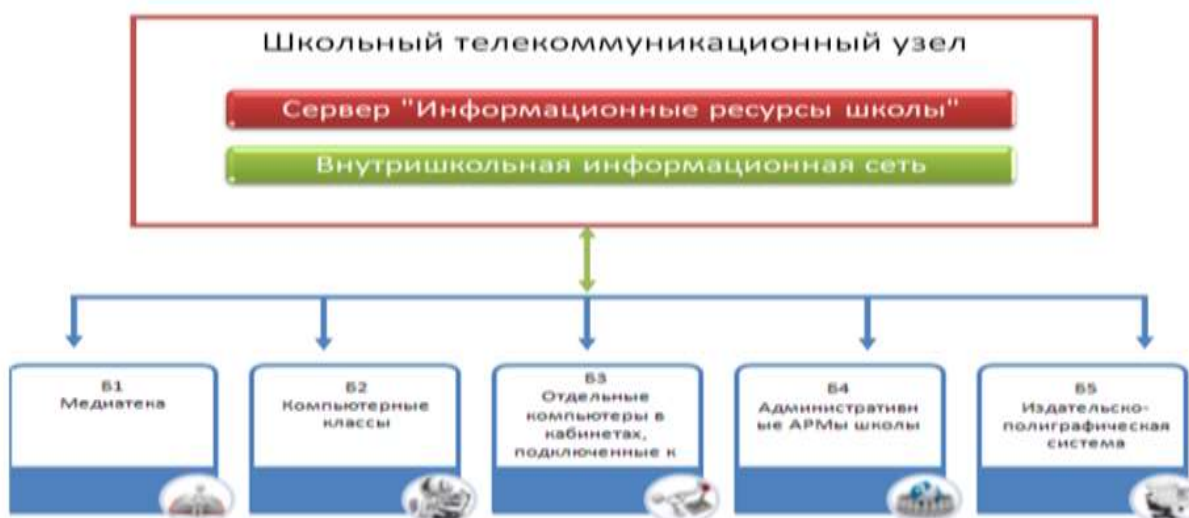 Школьный телекоммуникационный узел
Сервер "Информационные ресурсы школы"
Внутришкольная информационная сеть
Б1
Медиатека
Б2
Компьютерные
классы
Б3
Отдельные
компьютеры в
кабинетах,
подключенные к
Б4
Административн
ые АРМы школы
Б5
Издательско-
полиграфическая
система